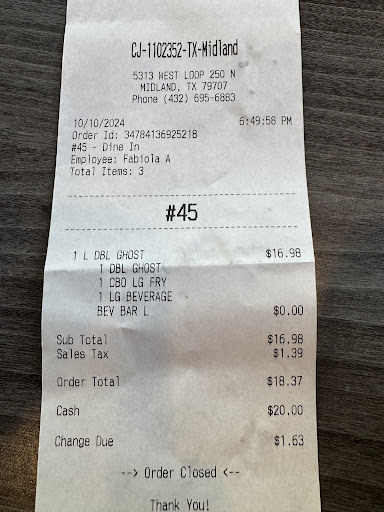 CJ-1102352-TX-Midland
5313 WEST LOOP 250 N
MIDLAND, TX 79707
Phone (432) 695-6883
10/10/2024 6:49:58 PM
Order Id: 34784136925218
#45 - Dine In
Employee: Fabiola A
Total Items: 3
#45
1 L DBL GHOST $16.98
1 DBL GHOST
1 CBO LG FRY
1 LG BEVERAGE
BEV BAR L $0.00
Sub Total $16.98
Sales Tax $1.39
Order Total $18.37
Cash $20.00
Change Due $1.63
--> Order Closed <--
Thank You!